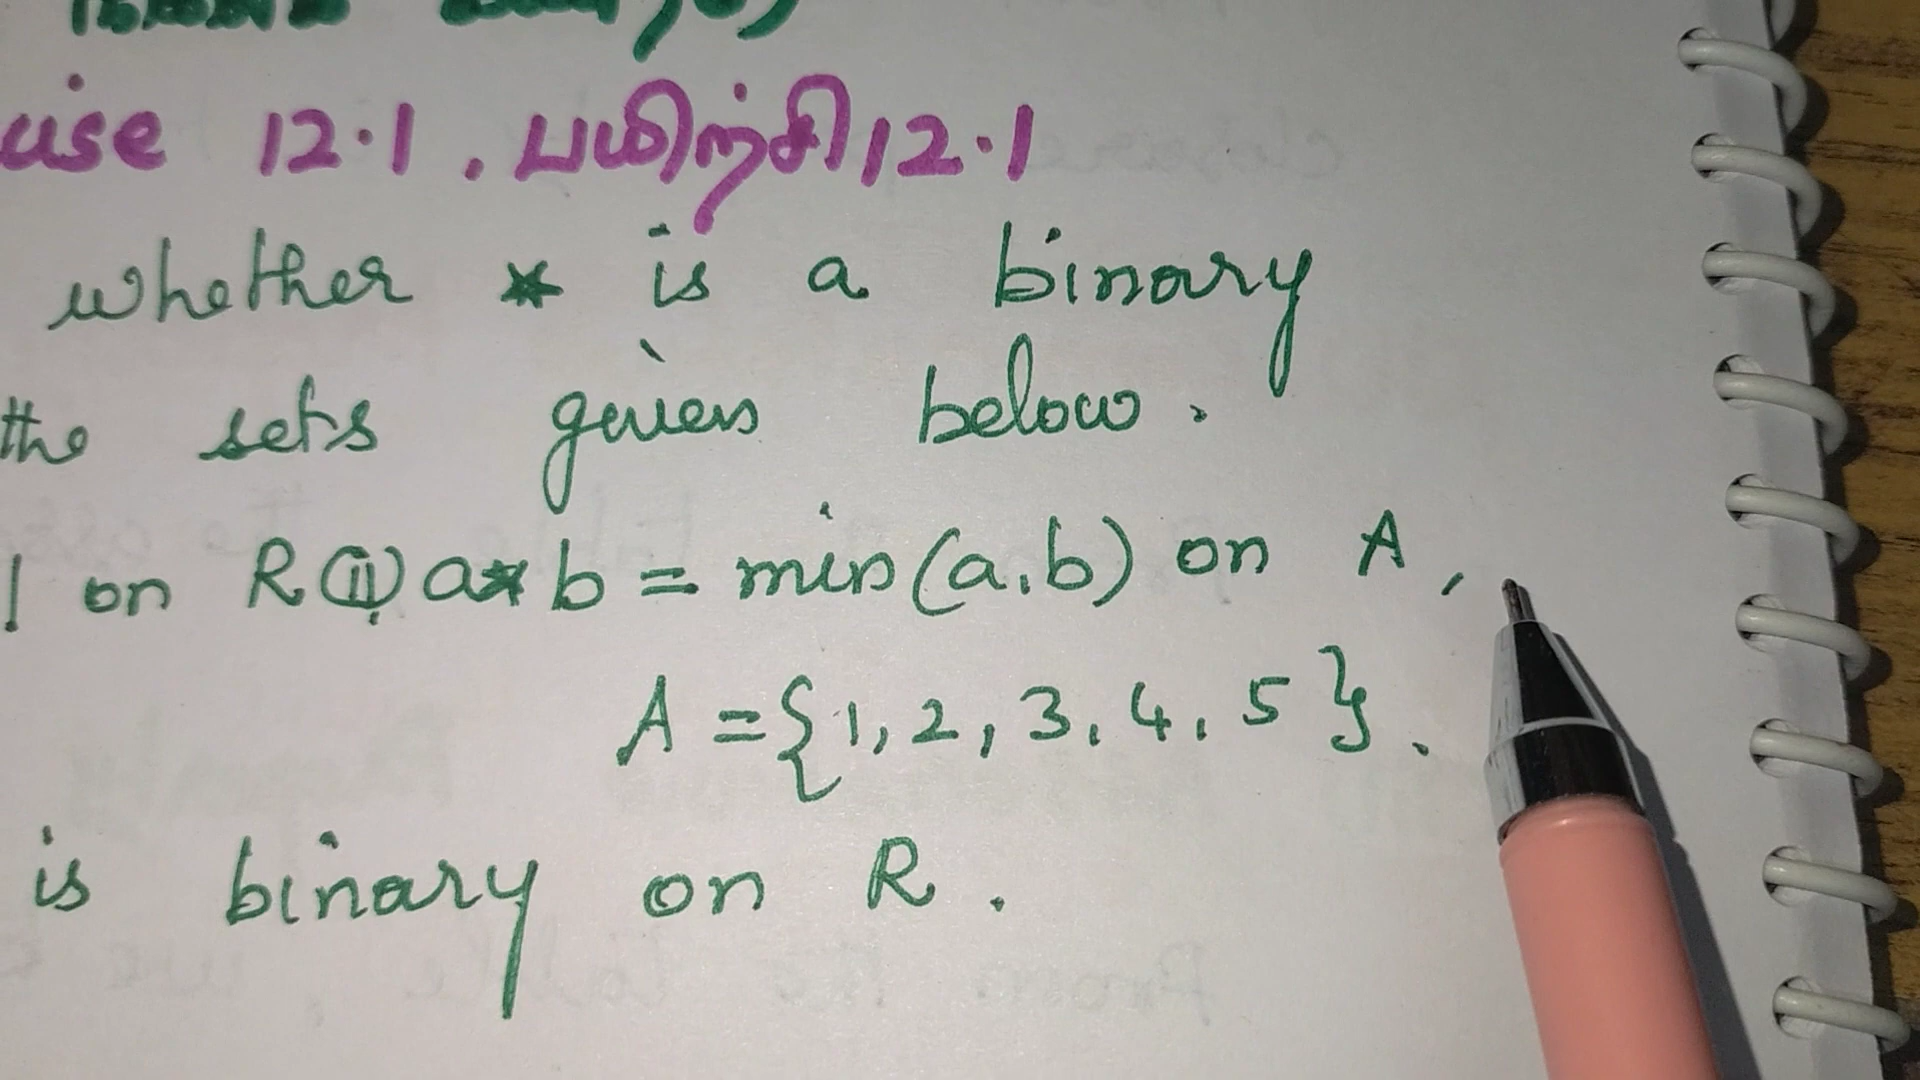 use 12.1. பயிற்சி 12.1
whether * is a binary
the sets given below.
| on R (ii) a*b = min(a,b) on A,
A = {1, 2, 3, 4, 5}.
is binary on R.